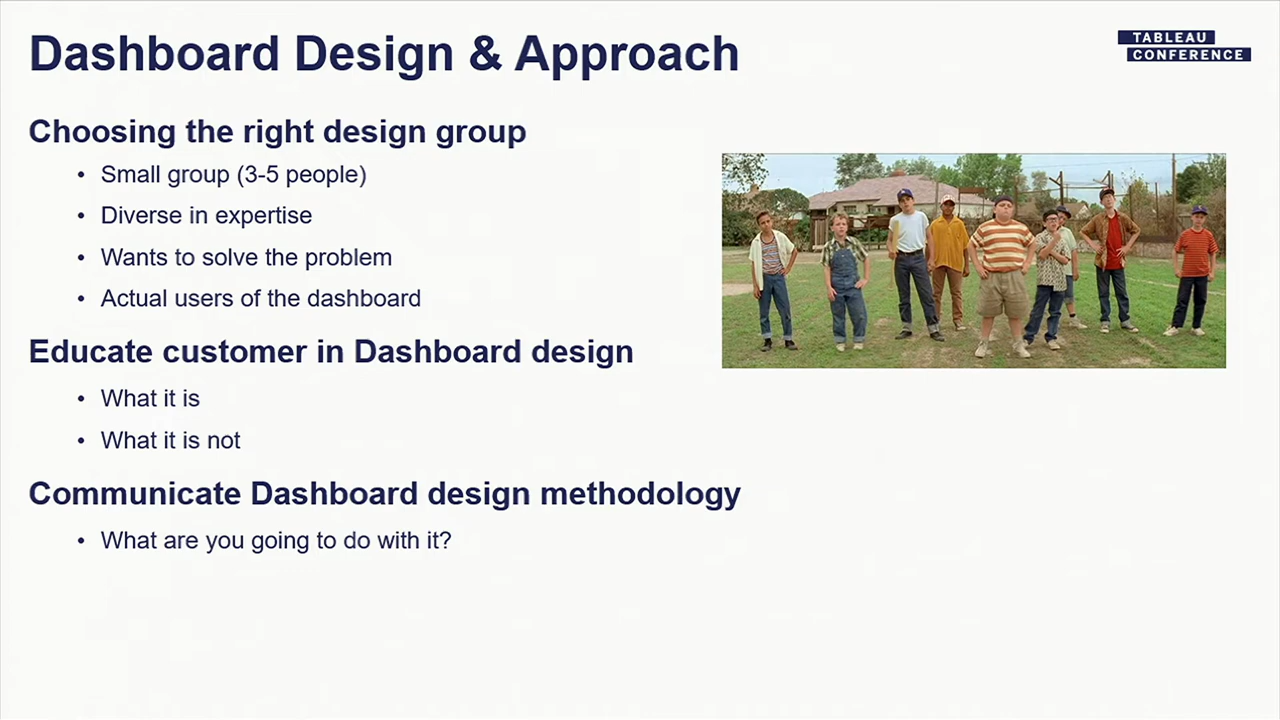 Dashboard Design & Approach
TABLEAU
CONFERENCE
Choosing the right design group
• Small group (3-5 people)
• Diverse in expertise
• Wants to solve the problem
• Actual users of the dashboard
Educate customer in Dashboard design
• What it is
• What it is not
Communicate Dashboard design methodology
• What are you going to do with it?